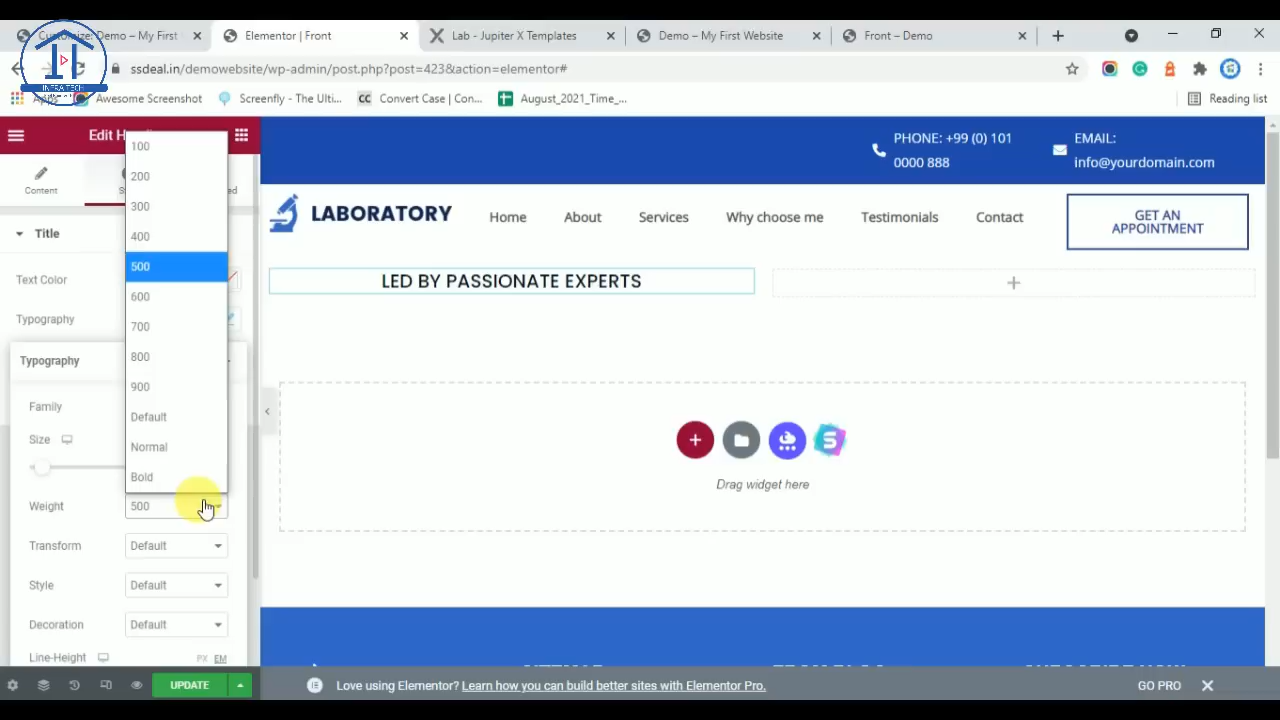 Customize: Demo – My First
Elementor | Front
Lab - Jupiter X Templates
Demo – My First Website
Front – Demo
INFRA TECH
ssdeal.in/demowebsite/wp-admin/post.php?post=423&action=elementor#
Apps
Awesome Screenshot
Screenfly - The Ulti...
CC Convert Case | Con...
August_2021_Time_...
Reading list
Content
Title
Text Color
Typography
Typography
Family
Size
Weight
500
Transform
Default
Style
Default
Decoration
Default
Line-Height
PX EM
100
200
300
400
500
600
700
800
900
Default
Normal
Bold
UPDATE
PHONE: +99 (0) 101
0000 888
EMAIL:
info@yourdomain.com
LABORATORY
Home
About
Services
Why choose me
Testimonials
Contact
GET AN
APPOINTMENT
LED BY PASSIONATE EXPERTS
Drag widget here
Love using Elementor? Learn how you can build better sites with Elementor Pro.
GO PRO